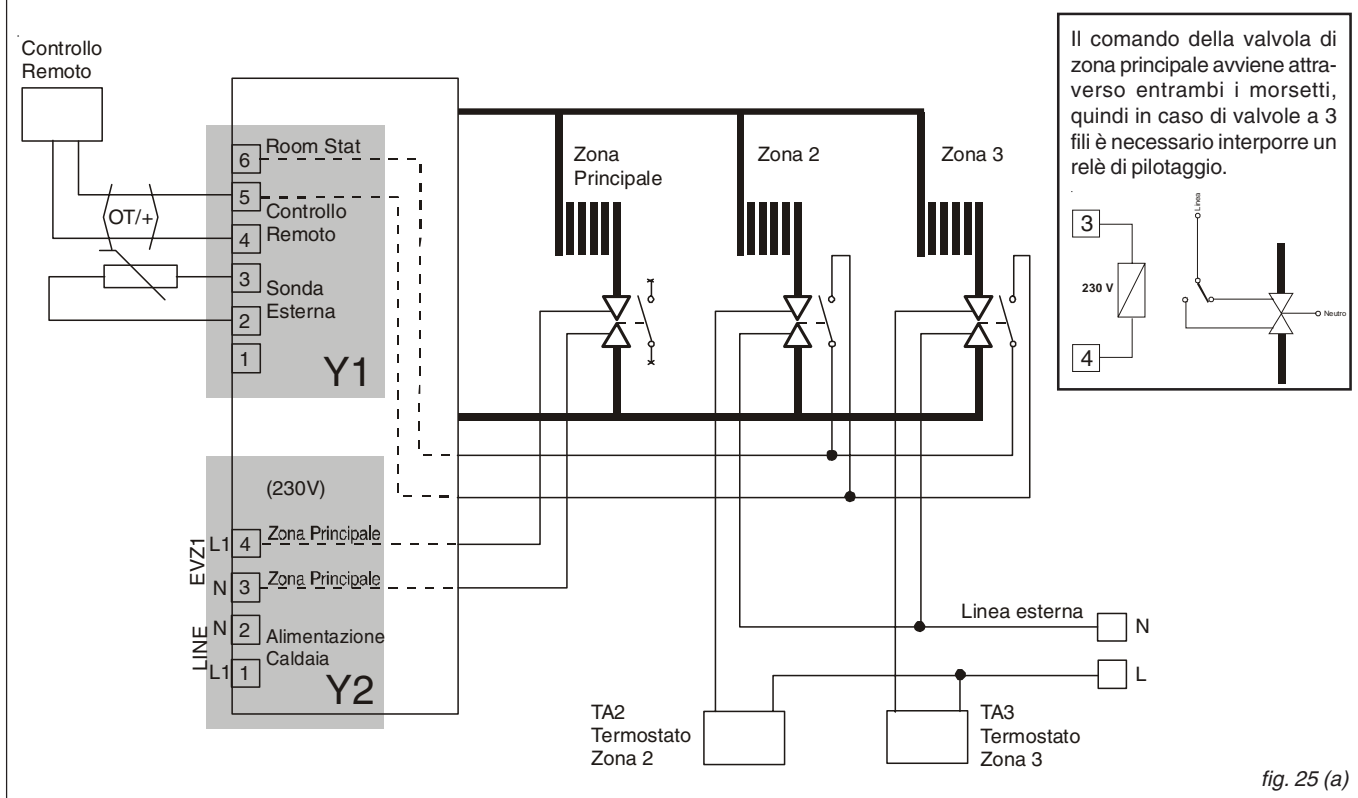 Controllo
Remoto
OT/+
6
Room Stat
5
Controllo
4
Remoto
3
Sonda
2
Esterna
1
Y1
(230V)
EVZ1
L1
4
Zona Principale
N
3
Zona Principale
LINE
N
2
Alimentazione
L1
1
Caldaia
Y2
Zona
Principale
Zona 2
Zona 3
Linea esterna
N
L
TA2
Termostato
Zona 2
TA3
Termostato
Zona 3
Il comando della valvola di
zona principale avviene attra-
verso entrambi i morsetti,
quindi in caso di valvole a 3
fili è necessario interporre un
relè di pilotaggio.
3
230 V
4
Linea
Neutro
fig. 25 (a)